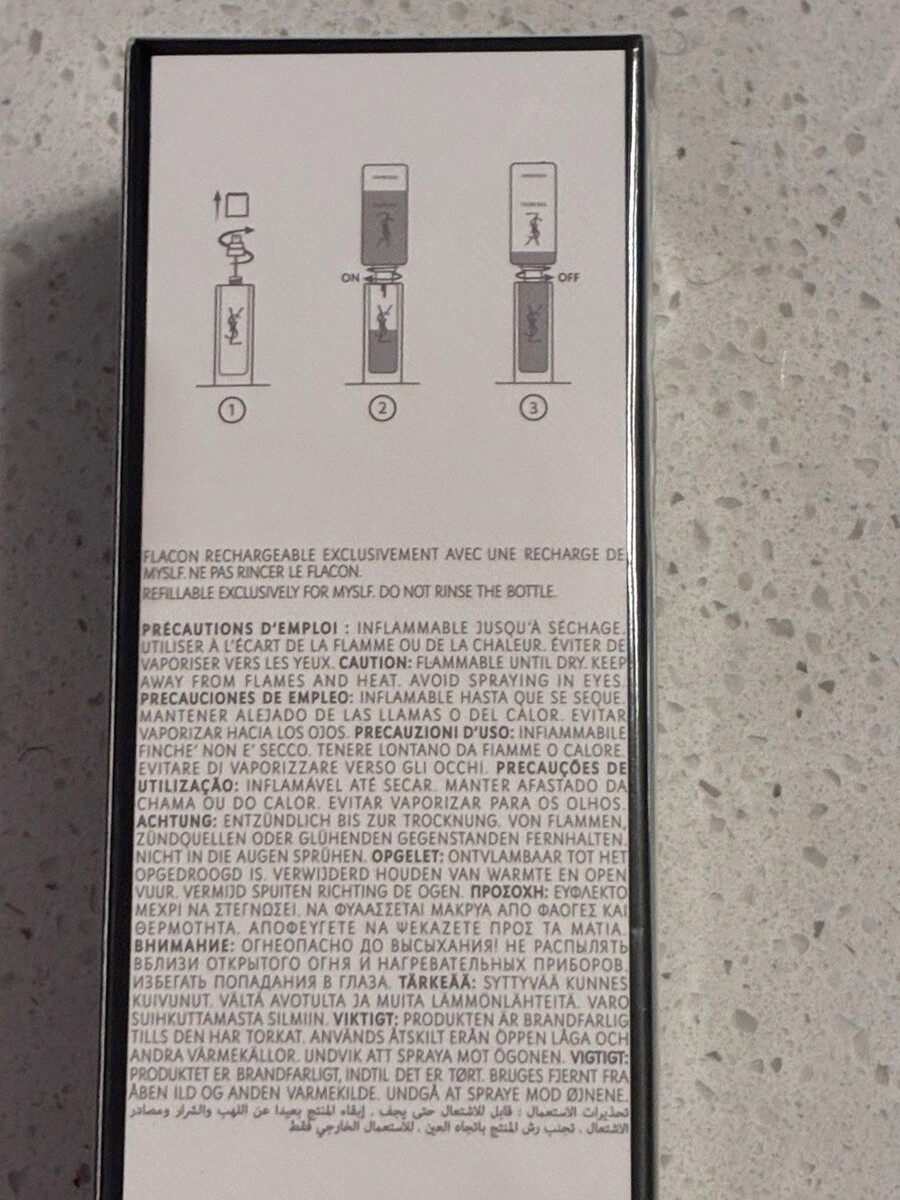 YSL
YSL
YSL
YSL
YSL
ON
OFF
1
2
3
FLACON RECHARGEABLE EXCLUSIVEMENT AVEC UNE RECHARGE DE
MYSLF. NE PAS RINCER LE FLACON.
REFILLABLE EXCLUSIVELY FOR MYSLF. DO NOT RINSE THE BOTTLE.
PRÉCAUTIONS D'EMPLOI : INFLAMMABLE JUSQU'À SÉCHAGE.
UTILISER À L'ÉCART DE LA FLAMME OU DE LA CHALEUR. ÉVITER DE
VAPORISER VERS LES YEUX. CAUTION: FLAMMABLE UNTIL DRY. KEEP
AWAY FROM FLAMES AND HEAT. AVOID SPRAYING IN EYES.
PRECAUCIONES DE EMPLEO: INFLAMABLE HASTA QUE SE SEQUE.
MANTENER ALEJADO DE LAS LLAMAS O DEL CALOR. EVITAR
VAPORIZAR HACIA LOS OJOS. PRECAUZIONI D'USO: INFIAMMABILE
FINCHE' NON E' SECCO. TENERE LONTANO DA FIAMME O CALORE.
EVITARE DI VAPORIZZARE VERSO GLI OCCHI. PRECAUÇÕES DE
UTILIZAÇÃO: INFLAMÁVEL ATÉ SECAR. MANTER AFASTADO DA
CHAMA OU DO CALOR. EVITAR VAPORIZAR PARA OS OLHOS.
ACHTUNG: ENTZÜNDLICH BIS ZUR TROCKNUNG. VON FLAMMEN,
ZÜNDQUELLEN ODER GLÜHENDEN GEGENSTANDEN FERNHALTEN.
NICHT IN DIE AUGEN SPRÜHEN. OPGELET: ONTVLAMBAAR TOT HET
OPGEDROOGD IS. VERWIJDERD HOUDEN VAN WARMTE EN OPEN
VUUR. VERMIJD SPUITEN RICHTING DE OGEN. ΠΡΟΣΟΧΗ: ΕΥΦΛΕΚΤΟ
ΜΕΧΡΙ ΝΑ ΣΤΕΓΝΩΣΕΙ. ΝΑ ΦΥΛΑΣΣΕΤΑΙ ΜΑΚΡΥΑ ΑΠΟ ΦΛΟΓΕΣ ΚΑΙ
ΘΕΡΜΟΤΗΤΑ. ΑΠΟΦΕΥΓΕΤΕ ΝΑ ΨΕΚΑΖΕΤΕ ΠΡΟΣ ΤΑ ΜΑΤΙΑ.
ВНИМАНИЕ: ОГНЕОПАСНО ДО ВЫСЫХАНИЯ! НЕ РАСПЫЛЯТЬ
ВБЛИЗИ ОТКРЫТОГО ОГНЯ И НАГРЕВАТЕЛЬНЫХ ПРИБОРОВ.
ИЗБЕГАТЬ ПОПАДАНИЯ В ГЛАЗА. TÄRKEÄÄ: SYTTYVÄÄ KUNNES
KUIVUNUT. VÄLTÄ AVOTULTA JA MUITA LÄMMÖNLÄHTEITÄ. VARO
SUIHKUTTAMASTA SILMIIN. VIKTIGT: PRODUKTEN ÄR BRANDFARLIG
TILLS DEN HAR TORKAT. ANVÄNDS ÅTSKILT FRÅN ÖPPEN LÅGA OCH
ANDRA VÄRMEKÄLLOR. UNDVIK ATT SPRAYA MOT ÖGONEN. VIGTIGT:
PRODUKTET ER BRANDFARLIGT, INDTIL DET ER TØRT. BRUGES FJERNT FRA
ÅBEN ILD OG ANDEN VARMEKILDE. UNDGÅ AT SPRAYE MOD ØJNENE.
تحذيرات الاستعمال : قابل للاشتعال حتى يجف . إبقاء المنتج بعيدا عن اللهب والشرار ومصادر
الاشتعال . تجنب رش المنتج باتجاه العين . للاستعمال الخارجي فقط